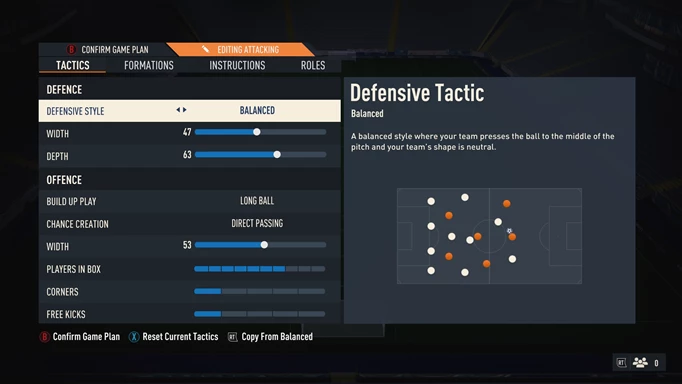 B CONFIRM GAME PLAN
EDITING ATTACKING
TACTICS FORMATIONS INSTRUCTIONS ROLES
DEFENCE
DEFENSIVE STYLE BALANCED
WIDTH 47
DEPTH 63
OFFENCE
BUILD UP PLAY LONG BALL
CHANCE CREATION DIRECT PASSING
WIDTH 53
PLAYERS IN BOX
CORNERS
FREE KICKS
Defensive Tactic
Balanced
A balanced style where your team presses the ball to the middle of the
pitch and your team's shape is neutral.
B Confirm Game Plan X Reset Current Tactics RT Copy From Balanced
RT 0